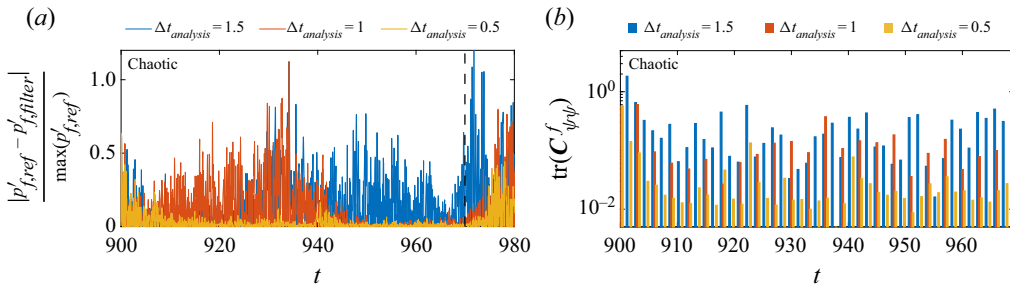 (a)
Δt_analysis = 1.5 Δt_analysis = 1 Δt_analysis = 0.5
Chaotic
|p′_f,ref − p′_f,filter|
max(p′_f,ref)
1.0
0.5
0
900 920 940 960 980
t
(b)
Δt_analysis = 1.5 Δt_analysis = 1 Δt_analysis = 0.5
Chaotic
tr(C^f_ψψ)
10^0
10^−2
900 910 920 930 940 950 960
t